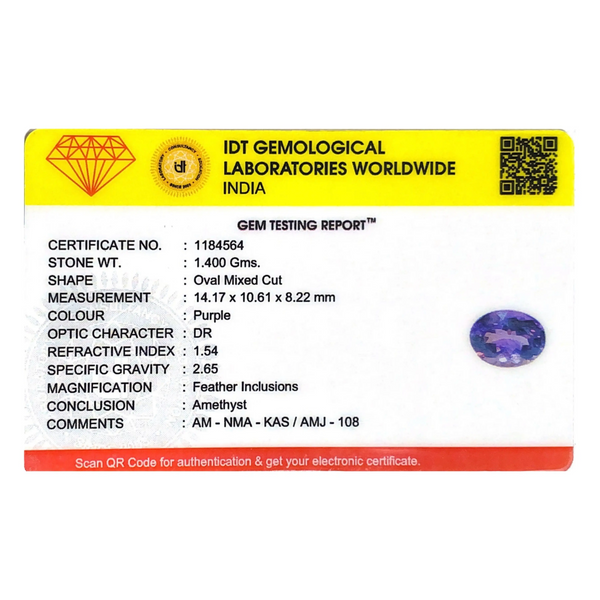 IDT GEMOLOGICAL
LABORATORIES WORLDWIDE
INDIA
idt
GEM TESTING REPORT™
CERTIFICATE NO. : 1184564
STONE WT. : 1.400 Gms.
SHAPE : Oval Mixed Cut
MEASUREMENT : 14.17 x 10.61 x 8.22 mm
COLOUR : Purple
OPTIC CHARACTER : DR
REFRACTIVE INDEX : 1.54
SPECIFIC GRAVITY : 2.65
MAGNIFICATION : Feather Inclusions
CONCLUSION : Amethyst
COMMENTS : AM - NMA - KAS / AMJ - 108
Scan QR Code for authentication & get your electronic certificate.